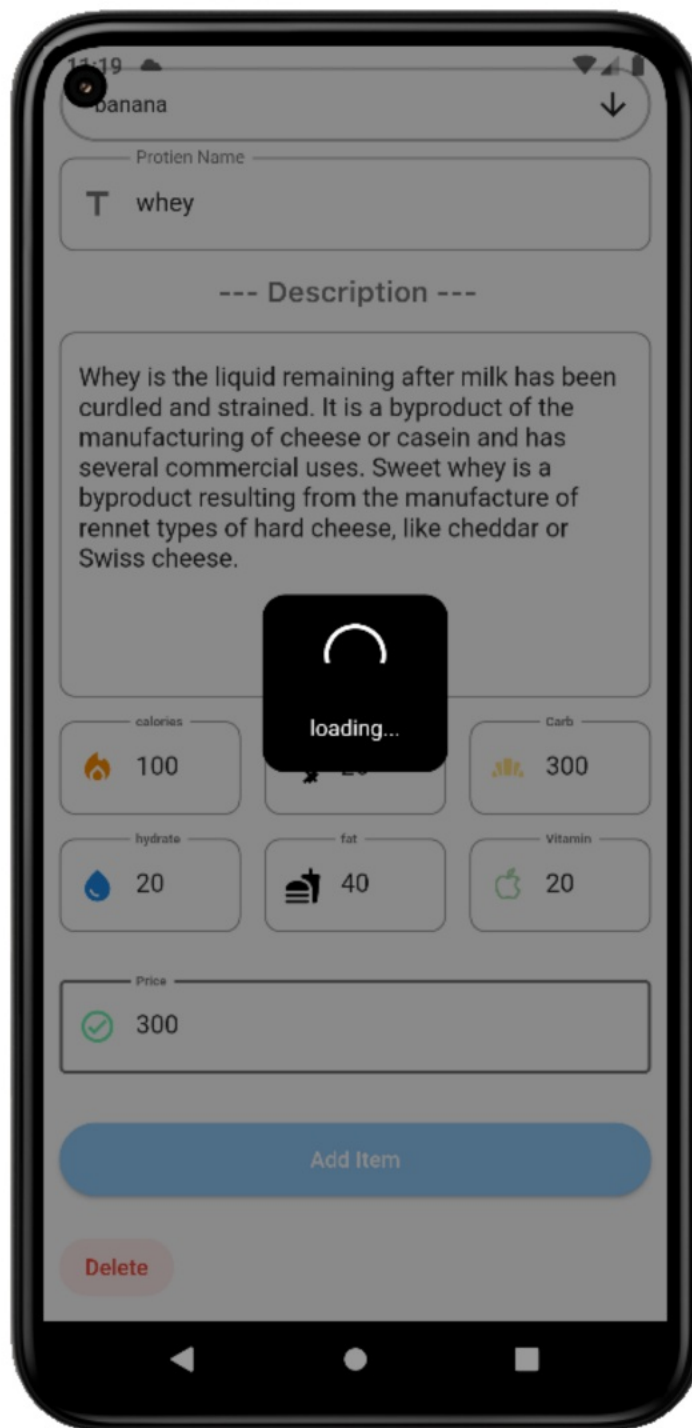 11:19
banana
Protien Name
whey
--- Description ---
Whey is the liquid remaining after milk has been
curdled and strained. It is a byproduct of the
manufacturing of cheese or casein and has
several commercial uses. Sweet whey is a
byproduct resulting from the manufacture of
rennet types of hard cheese, like cheddar or
Swiss cheese.
loading...
calories
Carb
100
300
hydrate
fat
Vitamin
20
40
20
Price
300
Add Item
Delete